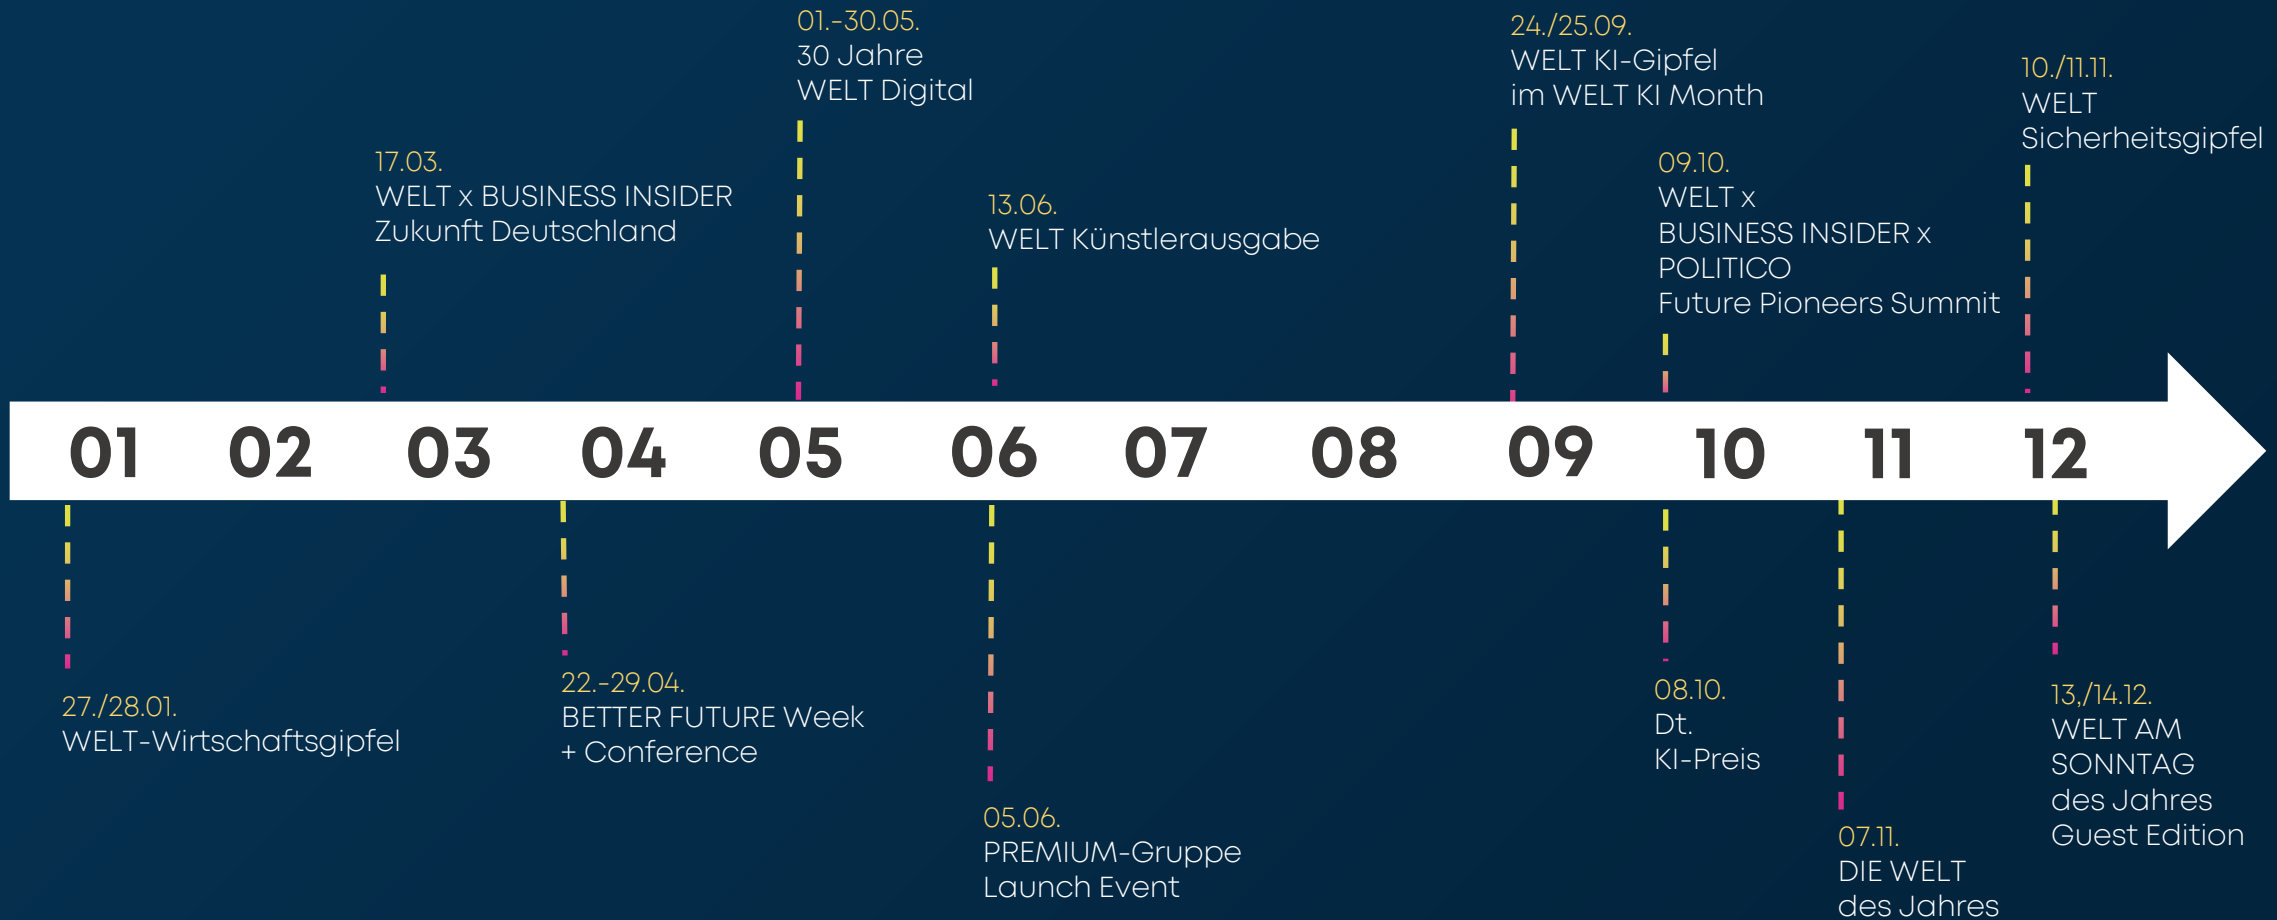 01.-30.05.
30 Jahre
WELT Digital
24./25.09.
WELT KI-Gipfel
im WELT KI Month
10./11.11.
WELT
Sicherheitsgipfel
17.03.
WELT x BUSINESS INSIDER
Zukunft Deutschland
13.06.
WELT Künstlerausgabe
09.10.
WELT x
BUSINESS INSIDER x
POLITICO
Future Pioneers Summit
01 02 03 04 05 06 07 08 09 10 11 12
27./28.01.
WELT-Wirtschaftsgipfel
22.-29.04.
BETTER FUTURE Week
+ Conference
05.06.
PREMIUM-Gruppe
Launch Event
08.10.
Dt.
KI-Preis
07.11.
DIE WELT
des Jahres
13,/14.12.
WELT AM
SONNTAG
des Jahres
Guest Edition